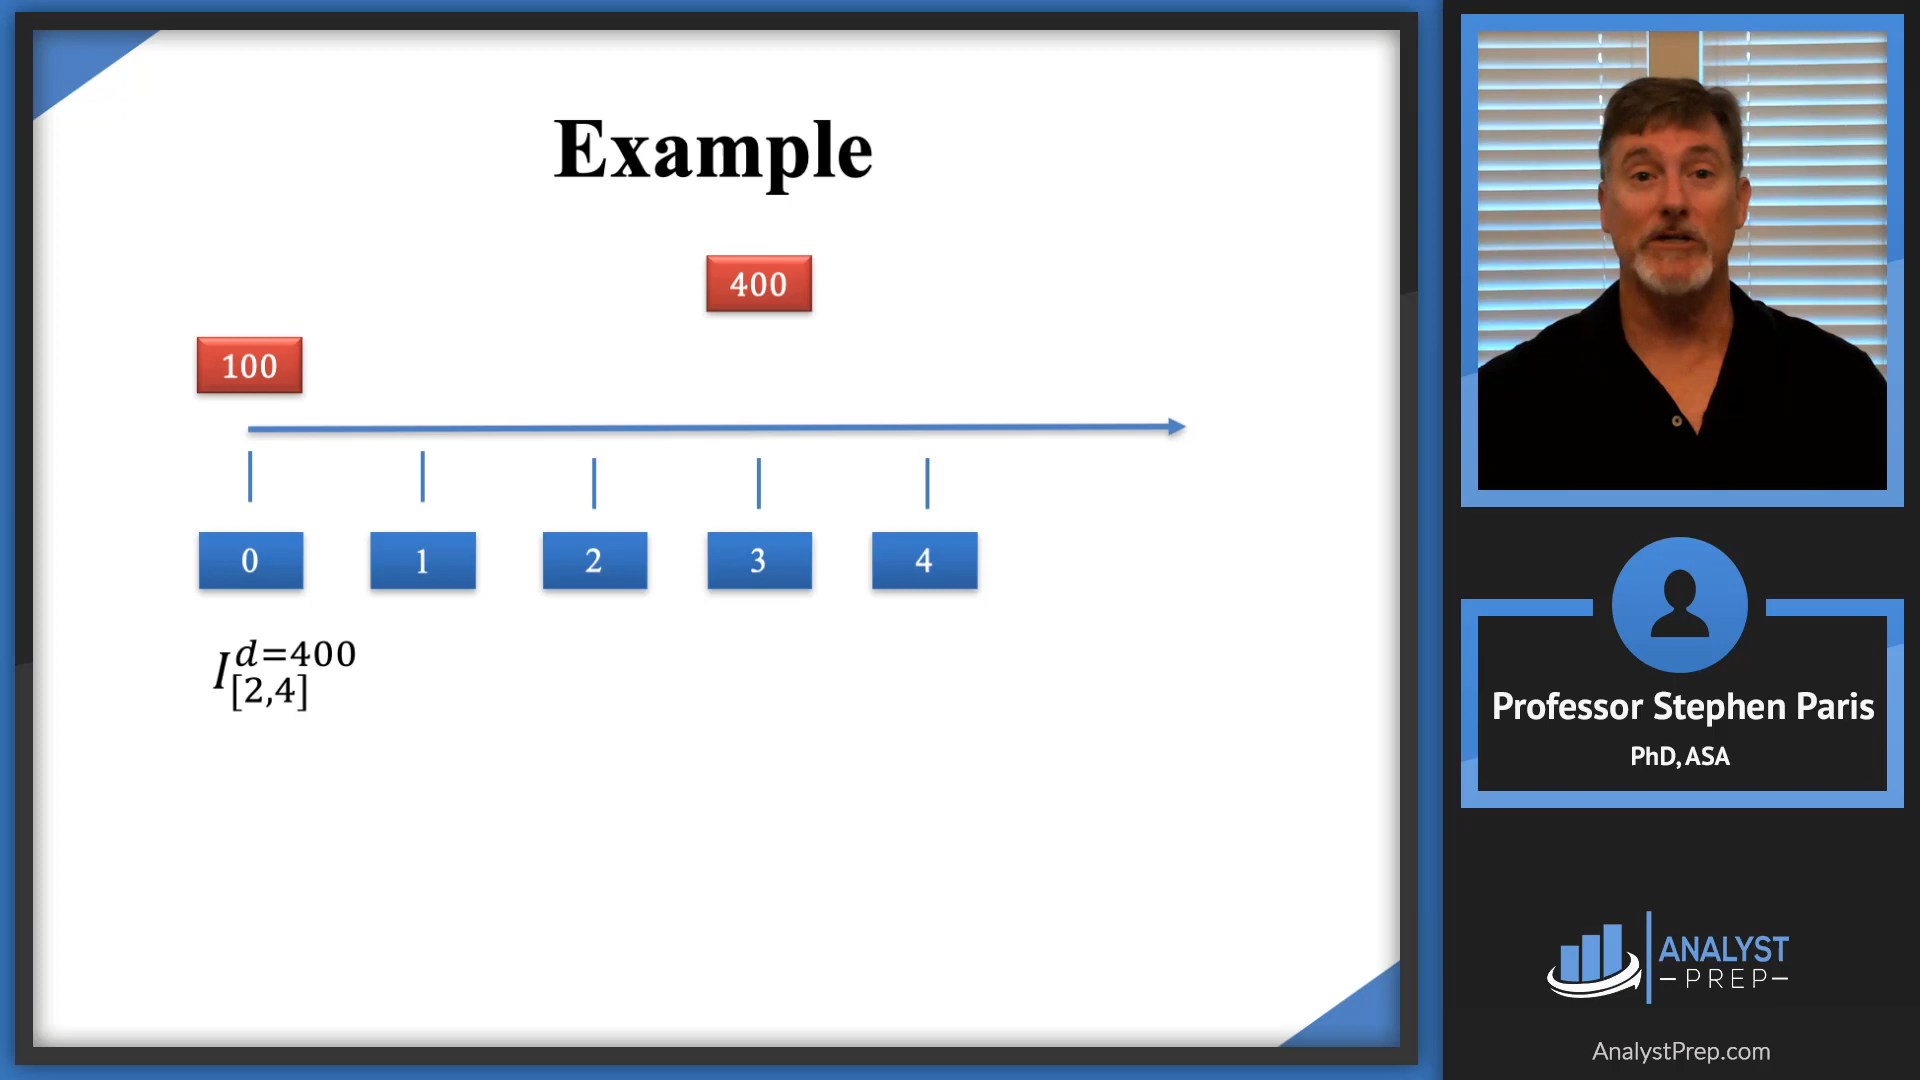 Example
400
100
0 1 2 3 4
I_{[2,4]}^{d=400}
Professor Stephen Paris
PhD, ASA
ANALYST
PREP
AnalystPrep.com